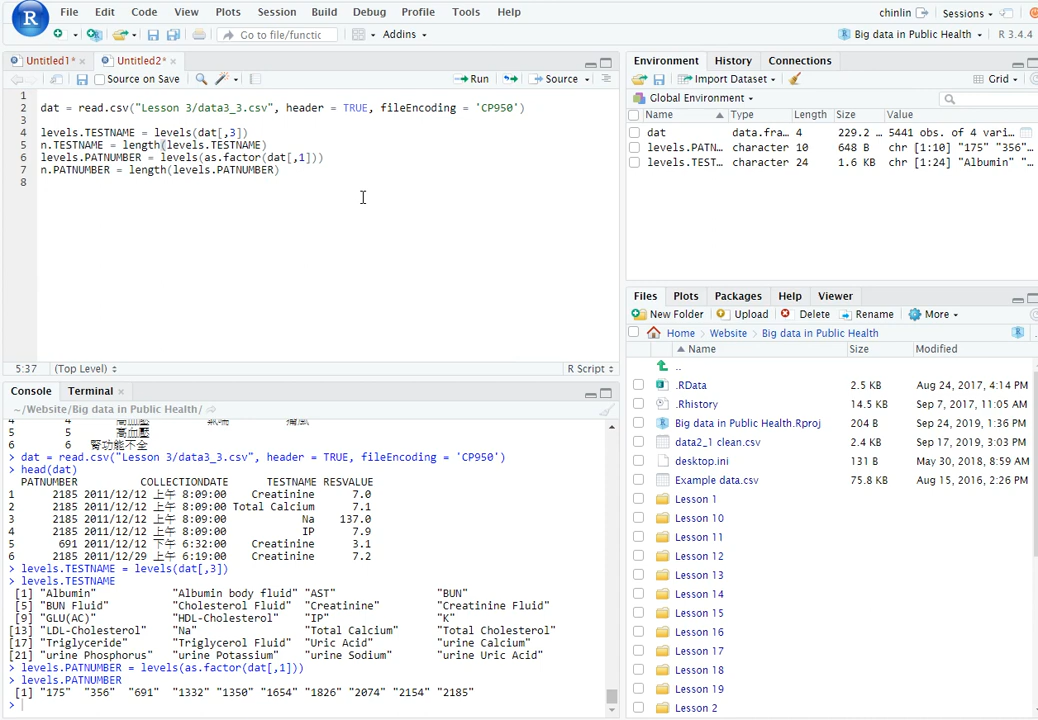 File Edit Code View Plots Session Build Debug Profile Tools Help chinlin Sessions
Go to file/functic Addins Big data in Public Health R 3.4.4
Untitled1* × Untitled2* ×
Source on Save Run Source
1
2 dat = read.csv("Lesson 3/data3_3.csv", header = TRUE, fileEncoding = 'CP950')
3
4 levels.TESTNAME = levels(dat[,3])
5 n.TESTNAME = length(levels.TESTNAME)
6 levels.PATNUMBER = levels(as.factor(dat[,1]))
7 n.PATNUMBER = length(levels.PATNUMBER)
8
5:37 (Top Level) R Script
Console Terminal ×
~/Website/Big data in Public Health/
5 5 高血壓
6 6 腎功能不全
> dat = read.csv("Lesson 3/data3_3.csv", header = TRUE, fileEncoding = 'CP950')
> head(dat)
PATNUMBER COLLECTIONDATE TESTNAME RESVALUE
1 2185 2011/12/12 上午 8:09:00 Creatinine 7.0
2 2185 2011/12/12 上午 8:09:00 Total Calcium 7.1
3 2185 2011/12/12 上午 8:09:00 Na 137.0
4 2185 2011/12/12 上午 8:09:00 IP 7.9
5 691 2011/12/12 下午 6:32:00 Creatinine 3.1
6 2185 2011/12/29 上午 6:19:00 Creatinine 7.2
> levels.TESTNAME = levels(dat[,3])
> levels.TESTNAME
[1] "Albumin" "Albumin body fluid" "AST" "BUN"
[5] "BUN Fluid" "Cholesterol Fluid" "Creatinine" "Creatinine Fluid"
[9] "GLU(AC)" "HDL-Cholesterol" "IP" "K"
[13] "LDL-Cholesterol" "Na" "Total Calcium" "Total Cholesterol"
[17] "Triglyceride" "Triglycerol Fluid" "Uric Acid" "urine Calcium"
[21] "urine Phosphorus" "urine Potassium" "urine Sodium" "urine Uric Acid"
> levels.PATNUMBER = levels(as.factor(dat[,1]))
> levels.PATNUMBER
[1] "175" "356" "691" "1332" "1350" "1654" "1826" "2074" "2154" "2185"
>
Environment History Connections
Import Dataset Grid
Global Environment
Name Type Length Size Value
dat data.fra… 4 229.2 … 5441 obs. of 4 vari…
levels.PATN… character 10 648 B chr [1:10] "175" "356"…
levels.TEST… character 24 1.6 KB chr [1:24] "Albumin" "…
Files Plots Packages Help Viewer
New Folder Upload Delete Rename More
Home Website Big data in Public Health
Name Size Modified
..
.RData 2.5 KB Aug 24, 2017, 4:14 PM
.Rhistory 14.5 KB Sep 7, 2017, 11:05 AM
Big data in Public Health.Rproj 204 B Sep 24, 2019, 1:36 PM
data2_1 clean.csv 2.4 KB Sep 17, 2019, 3:03 PM
desktop.ini 131 B May 30, 2018, 8:59 AM
Example data.csv 75.8 KB Aug 15, 2016, 2:26 PM
Lesson 1
Lesson 10
Lesson 11
Lesson 12
Lesson 13
Lesson 14
Lesson 15
Lesson 16
Lesson 17
Lesson 18
Lesson 19
Lesson 2